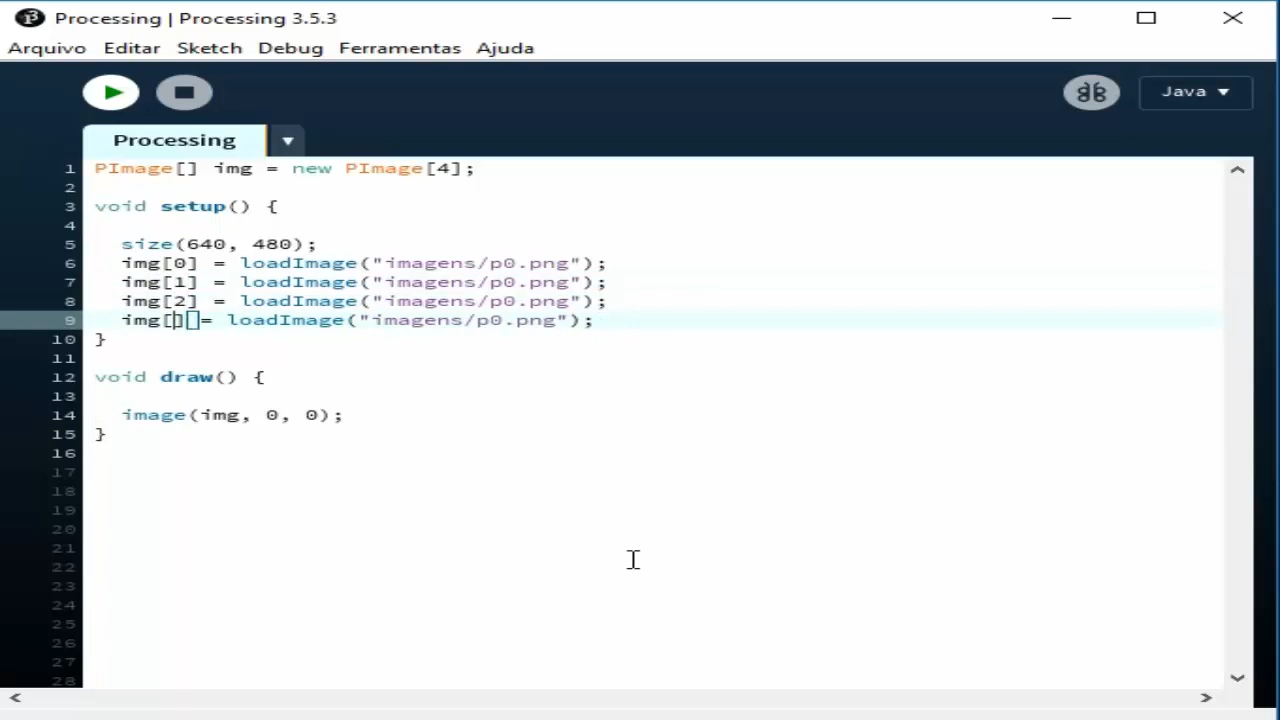 Processing | Processing 3.5.3
Arquivo Editar Sketch Debug Ferramentas Ajuda
Java
Processing
1 PImage[] img = new PImage[4];
2
3 void setup() {
4
5 size(640, 480);
6 img[0] = loadImage("imagens/p0.png");
7 img[1] = loadImage("imagens/p0.png");
8 img[2] = loadImage("imagens/p0.png");
9 img[] = loadImage("imagens/p0.png");
10 }
11
12 void draw() {
13
14 image(img, 0, 0);
15 }
16
17
18
19
20
21
22
23
24
25
26
27
28